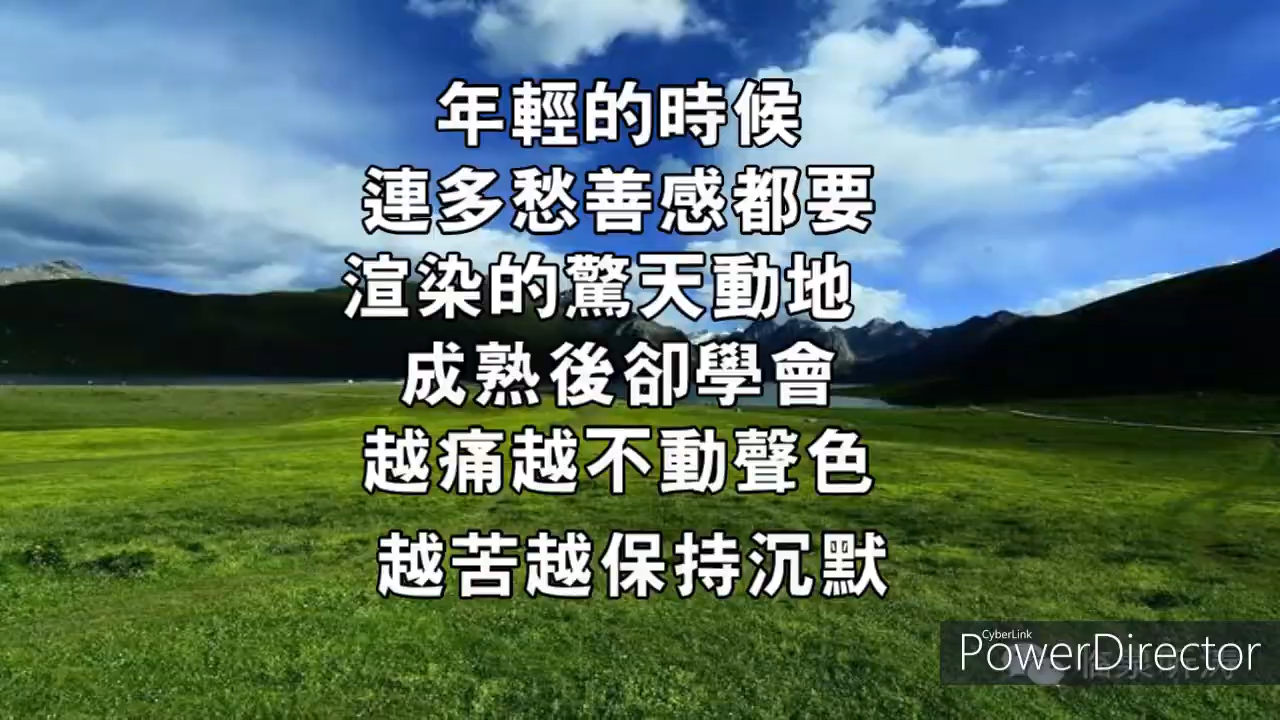 年輕的時候
連多愁善感都要
渲染的驚天動地
成熟後卻學會
越痛越不動聲色
越苦越保持沉默
CyberLink
PowerDirector